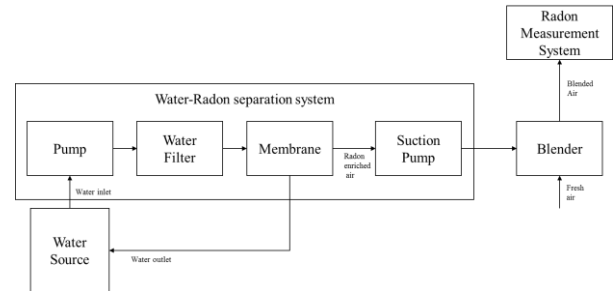 Radon
Measurement
System
Blended
Air
Water-Radon separation system
Pump
Water
Filter
Membrane
Radon
enriched
air
Suction
Pump
Blender
Water inlet
Fresh
air
Water
Source
Water outlet